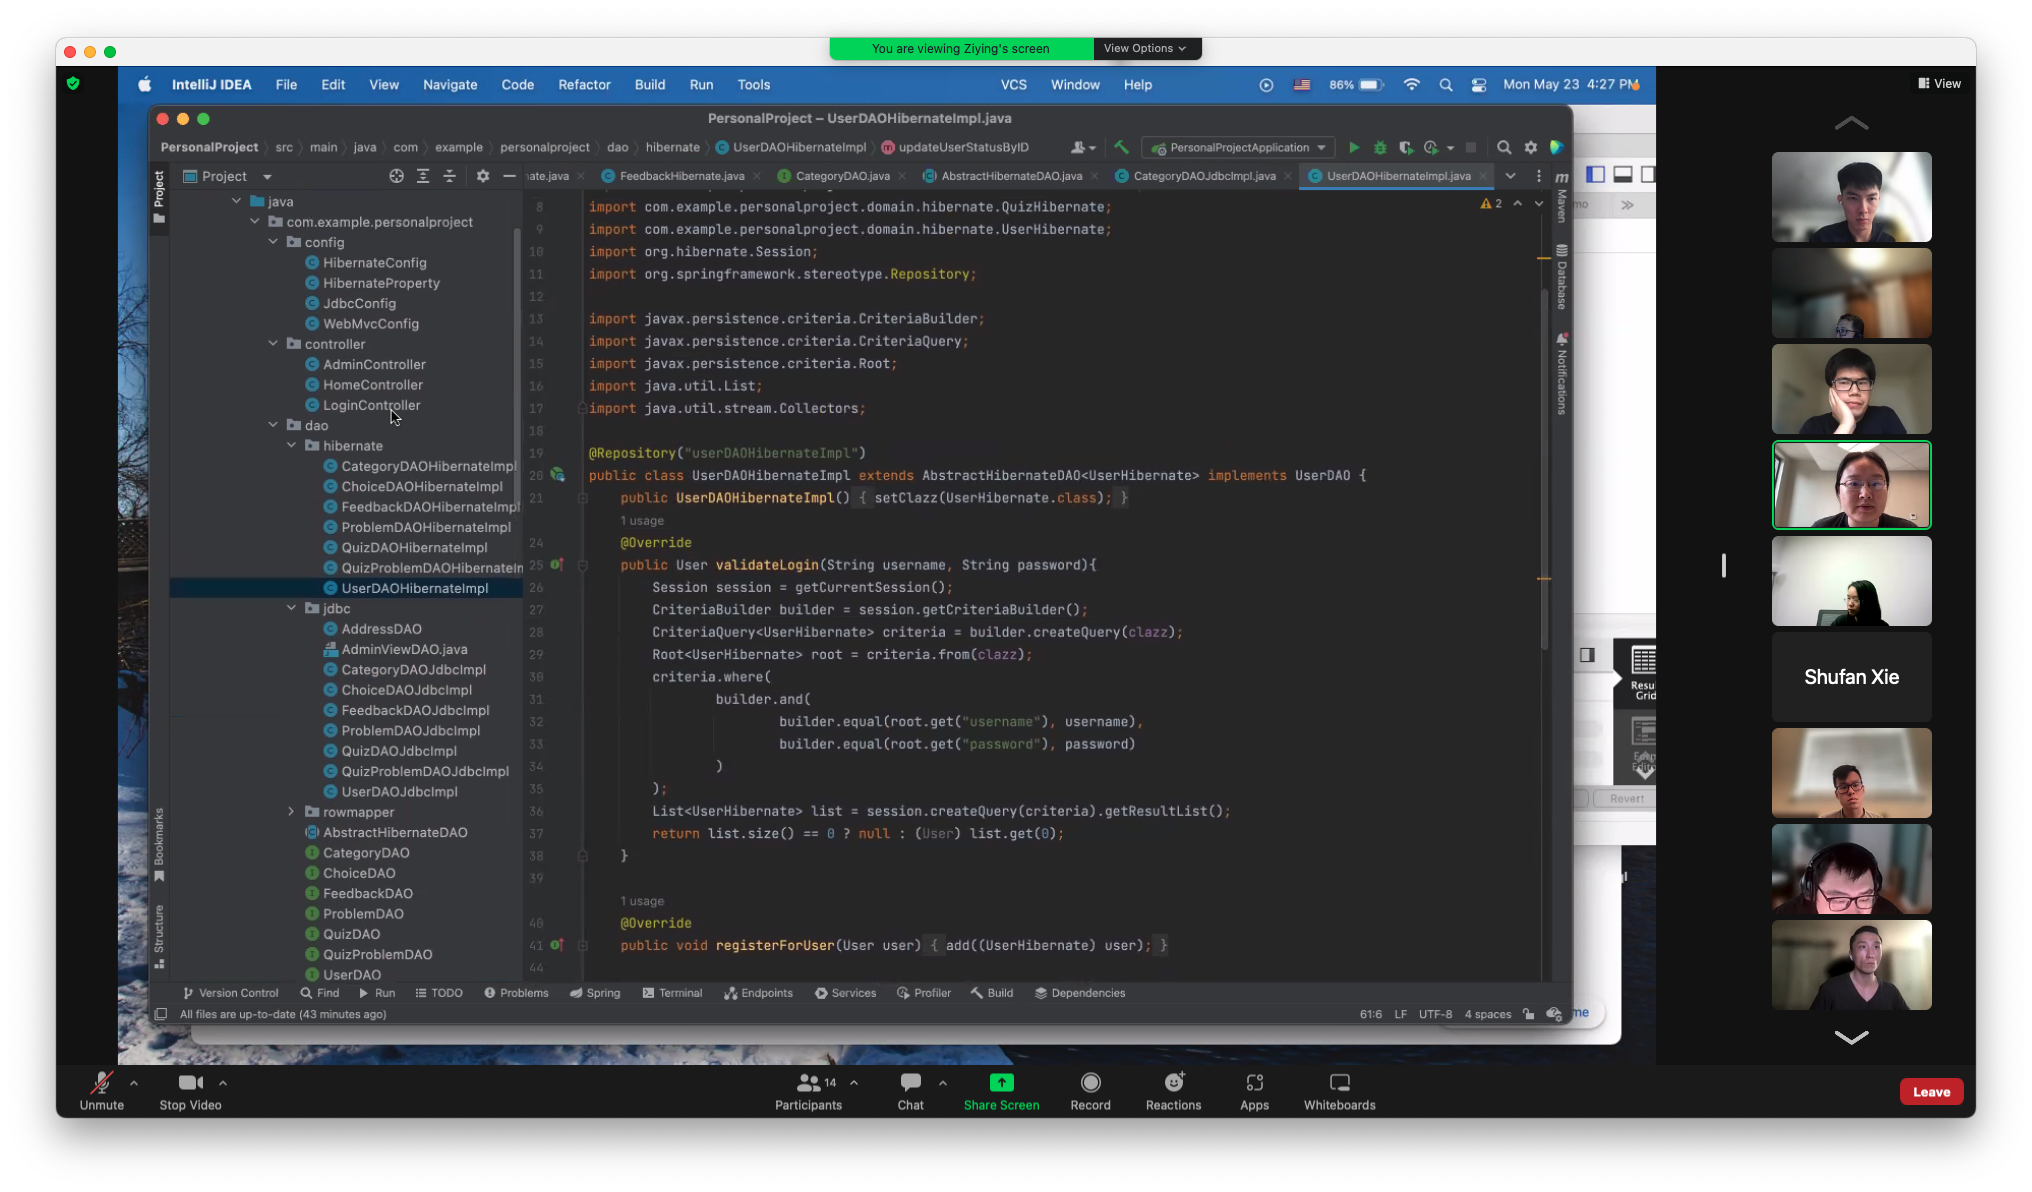 You are viewing Ziying's screen
View Options
View
IntelliJ IDEA File Edit View Navigate Code Refactor Build Run Tools VCS Window Help 86% Mon May 23 4:27 PM
PersonalProject – UserDAOHibernateImpl.java
PersonalProject src main java com example personalproject dao hibernate UserDAOHibernateImpl updateUserStatusByID PersonalProjectApplication
Project
Project
nate.java FeedbackHibernate.java CategoryDAO.java AbstractHibernateDAO.java CategoryDAOJdbcImpl.java UserDAOHibernateImpl.java
Maven
Database
Notifications
java
com.example.personalproject
config
HibernateConfig
HibernateProperty
JdbcConfig
WebMvcConfig
controller
AdminController
HomeController
LoginController
dao
hibernate
CategoryDAOHibernateImpl
ChoiceDAOHibernateImpl
FeedbackDAOHibernateImpl
ProblemDAOHibernateImpl
QuizDAOHibernateImpl
QuizProblemDAOHibernateIm
UserDAOHibernateImpl
jdbc
AddressDAO
AdminViewDAO.java
CategoryDAOJdbcImpl
ChoiceDAOJdbcImpl
FeedbackDAOJdbcImpl
ProblemDAOJdbcImpl
QuizDAOJdbcImpl
QuizProblemDAOJdbcImpl
UserDAOJdbcImpl
rowmapper
AbstractHibernateDAO
CategoryDAO
ChoiceDAO
FeedbackDAO
ProblemDAO
QuizDAO
QuizProblemDAO
UserDAO
Bookmarks
Structure
2
8 import com.example.personalproject.domain.hibernate.QuizHibernate;
9 import com.example.personalproject.domain.hibernate.UserHibernate;
10 import org.hibernate.Session;
11 import org.springframework.stereotype.Repository;
12
13 import javax.persistence.criteria.CriteriaBuilder;
14 import javax.persistence.criteria.CriteriaQuery;
15 import javax.persistence.criteria.Root;
16 import java.util.List;
17 import java.util.stream.Collectors;
18
19 @Repository("userDAOHibernateImpl")
20 public class UserDAOHibernateImpl extends AbstractHibernateDAO<UserHibernate> implements UserDAO {
21 public UserDAOHibernateImpl() { setClazz(UserHibernate.class); }
1 usage
24 @Override
25 public User validateLogin(String username, String password){
26 Session session = getCurrentSession();
27 CriteriaBuilder builder = session.getCriteriaBuilder();
28 CriteriaQuery<UserHibernate> criteria = builder.createQuery(clazz);
29 Root<UserHibernate> root = criteria.from(clazz);
30 criteria.where(
31 builder.and(
32 builder.equal(root.get("username"), username),
33 builder.equal(root.get("password"), password)
34 )
35 );
36 List<UserHibernate> list = session.createQuery(criteria).getResultList();
37 return list.size() == 0 ? null : (User) list.get(0);
38 }
39
1 usage
40 @Override
41 public void registerForUser(User user) { add((UserHibernate) user); }
44
Version Control Find Run TODO Problems Spring Terminal Endpoints Services Profiler Build Dependencies
All files are up-to-date (43 minutes ago) 61:6 LF UTF-8 4 spaces
Revert
me
Shufan Xie
Unmute Stop Video 14 Participants Chat Share Screen Record Reactions Apps Whiteboards Leave